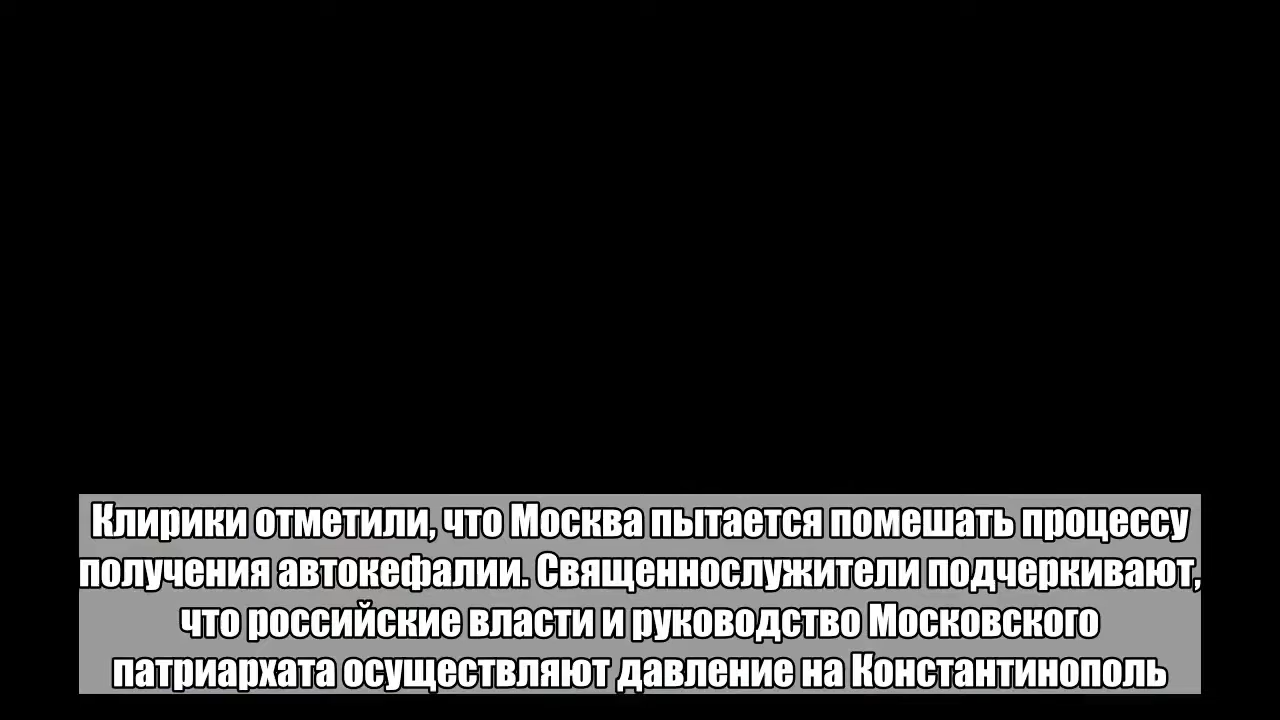 Клирики отметили, что Москва пытается помешать процессу
получения автокефалии. Священнослужители подчеркивают,
что российские власти и руководство Московского
патриархата осуществляют давление на Константинополь